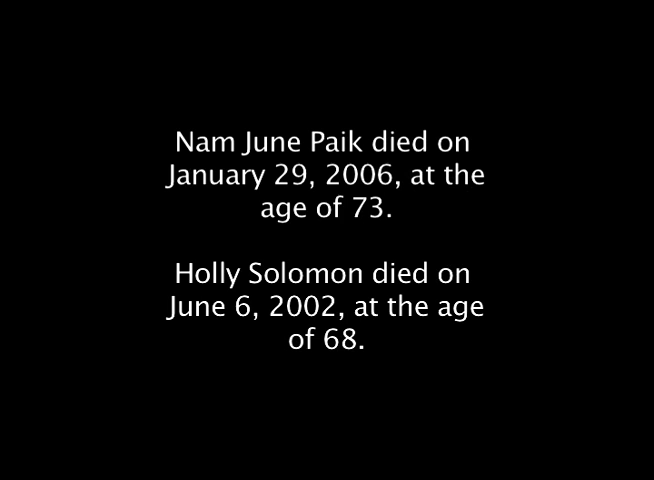 Nam June Paik died on
January 29, 2006, at the
age of 73.
Holly Solomon died on
June 6, 2002, at the age
of 68.